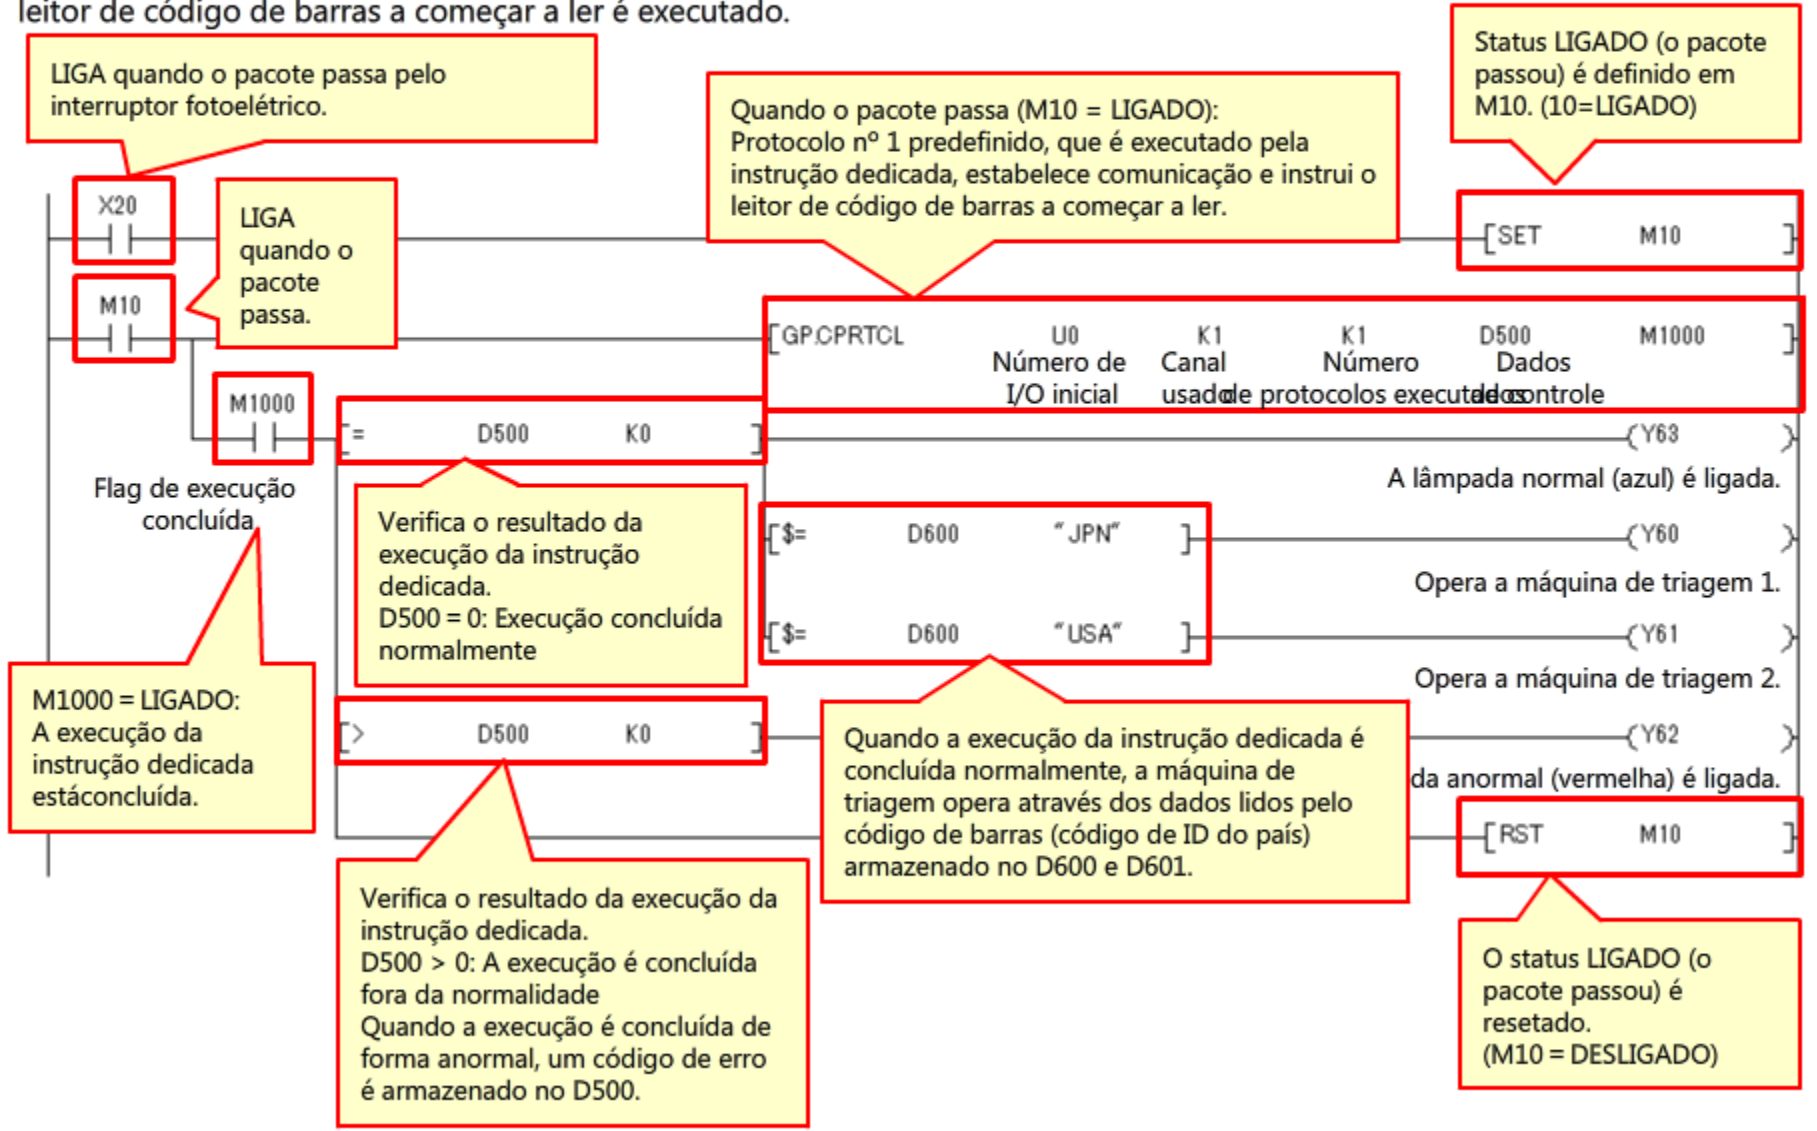 leitor de código de barras a começar a ler é executado.
LIGA quando o pacote passa pelo
interruptor fotoelétrico.
Quando o pacote passa (M10 = LIGADO):
Protocolo nº 1 predefinido, que é executado pela
instrução dedicada, estabelece comunicação e instrui o
leitor de código de barras a começar a ler.
Status LIGADO (o pacote
passou) é definido em
M10. (10=LIGADO)
X20
LIGA
quando o
pacote
passa.
[SET M10 ]
M10
[GP.CPRTCL U0 K1 K1 D500 M1000 ]
Número de
I/O inicial
Canal
usado
Número
de protocolos executados
Dados
de controle
M1000
[= D500 K0 ]
(Y63 )
Flag de execução
concluída
A lâmpada normal (azul) é ligada.
Verifica o resultado da
execução da instrução
dedicada.
D500 = 0: Execução concluída
normalmente
[$= D600 "JPN" ]
(Y60 )
Opera a máquina de triagem 1.
[$= D600 "USA" ]
(Y61 )
Opera a máquina de triagem 2.
M1000 = LIGADO:
A execução da
instrução dedicada
estáconcluída.
[> D500 K0 ]
(Y62 )
Quando a execução da instrução dedicada é
concluída normalmente, a máquina de
triagem opera através dos dados lidos pelo
código de barras (código de ID do país)
armazenado no D600 e D601.
da anormal (vermelha) é ligada.
[RST M10 ]
Verifica o resultado da execução da
instrução dedicada.
D500 > 0: A execução é concluída
fora da normalidade
Quando a execução é concluída de
forma anormal, um código de erro
é armazenado no D500.
O status LIGADO (o
pacote passou) é
resetado.
(M10 = DESLIGADO)